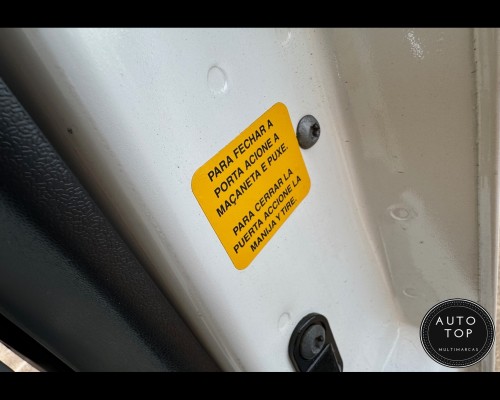 PARA FECHAR A
PORTA ACIONE A
MAÇANETA E PUXE.
PARA CERRAR LA
PUERTA ACCIONE LA
MANIJA Y TIRE.
AUTO
TOP
MULTIMARCAS